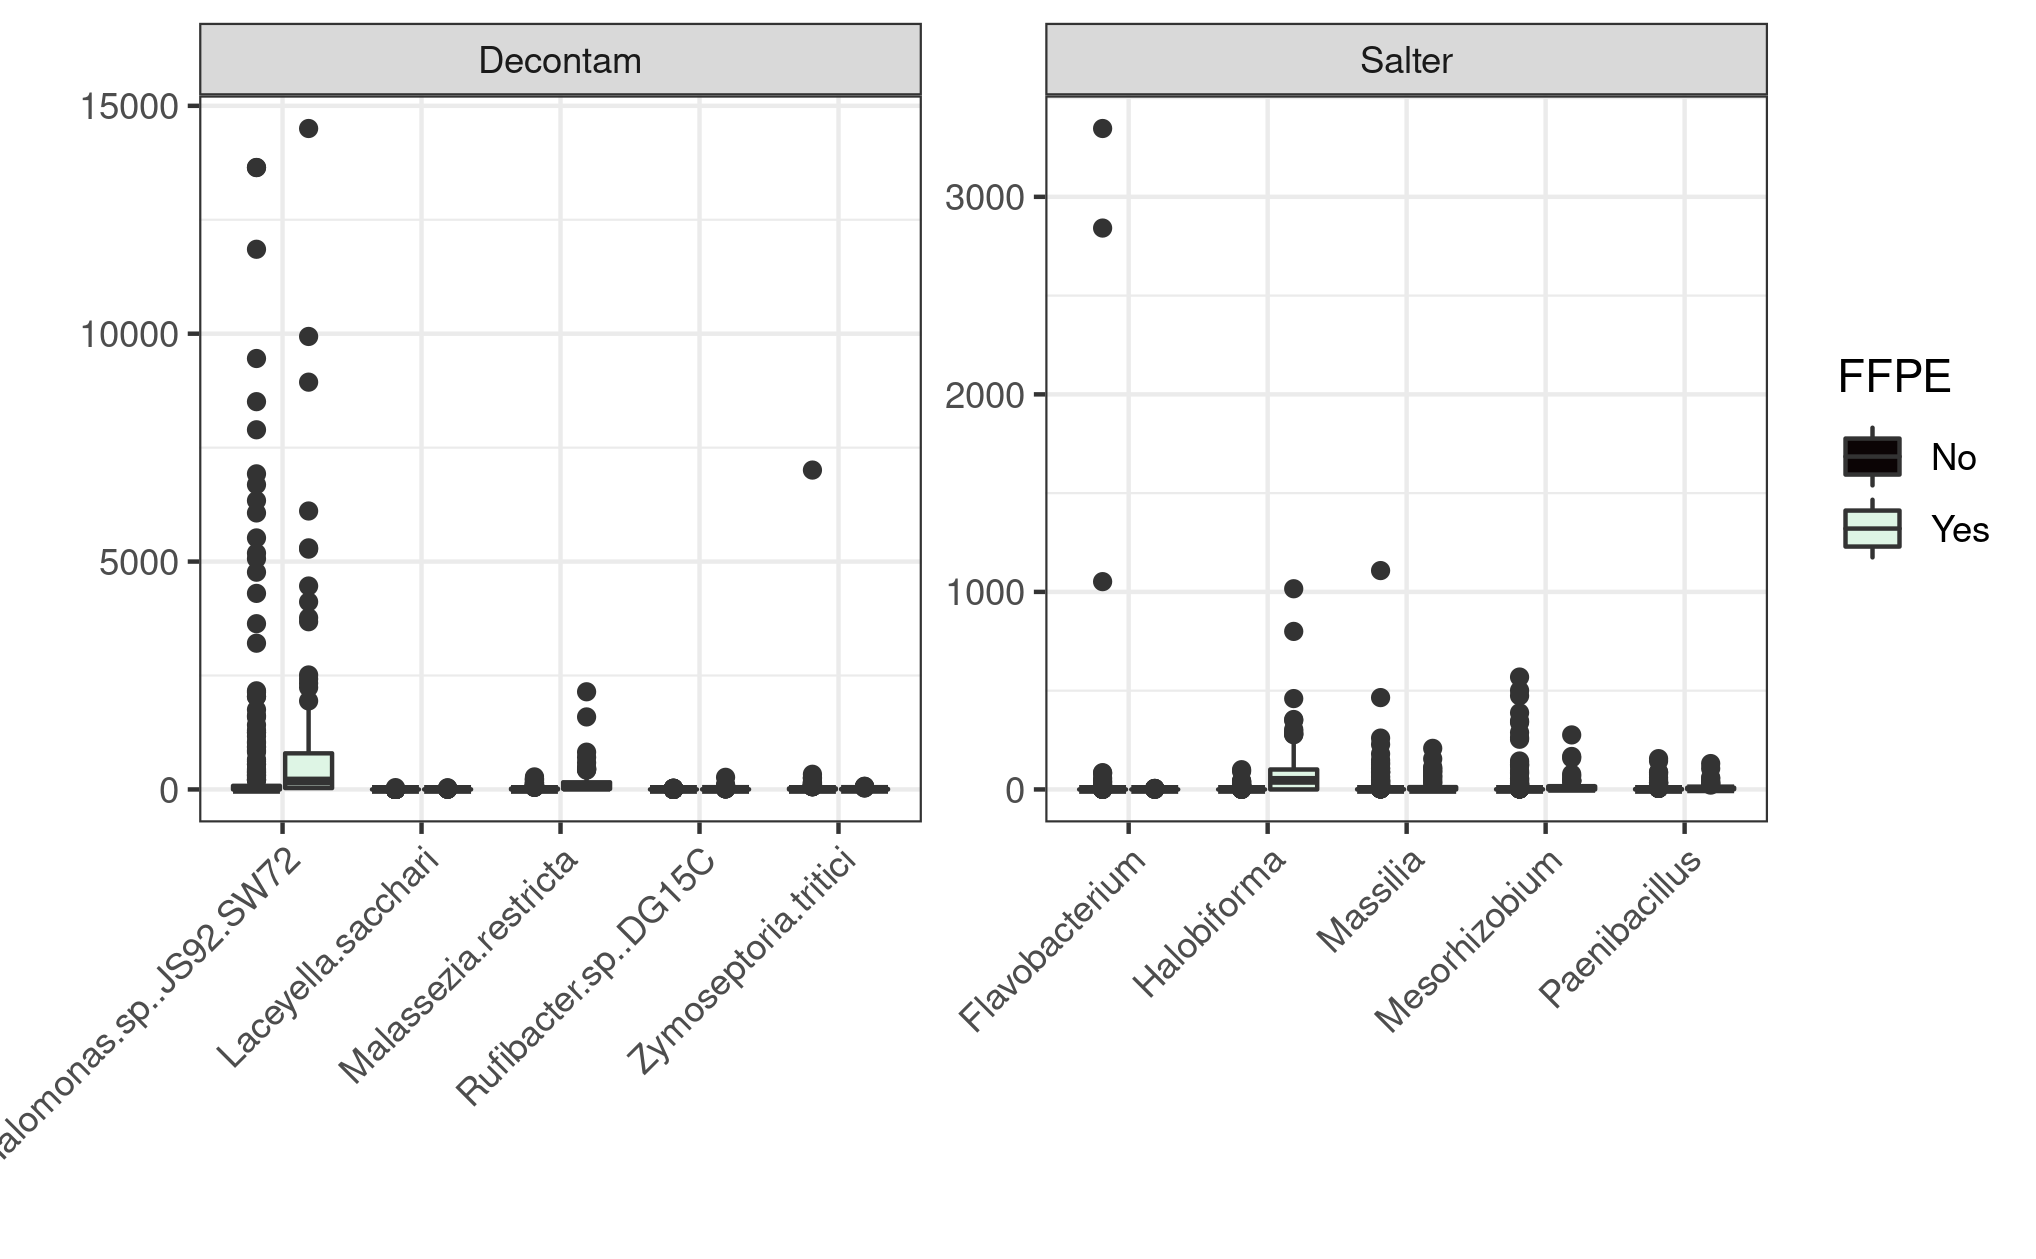 Decontam
Salter
15000
10000
5000
0
3000
2000
1000
0
alomonas.sp..JS92.SW72
Laceyella.sacchari
Malassezia.restricta
Rufibacter.sp..DG15C
Zymoseptoria.tritici
Flavobacterium
Halobiforma
Massilia
Mesorhizobium
Paenibacillus
FFPE
No
Yes